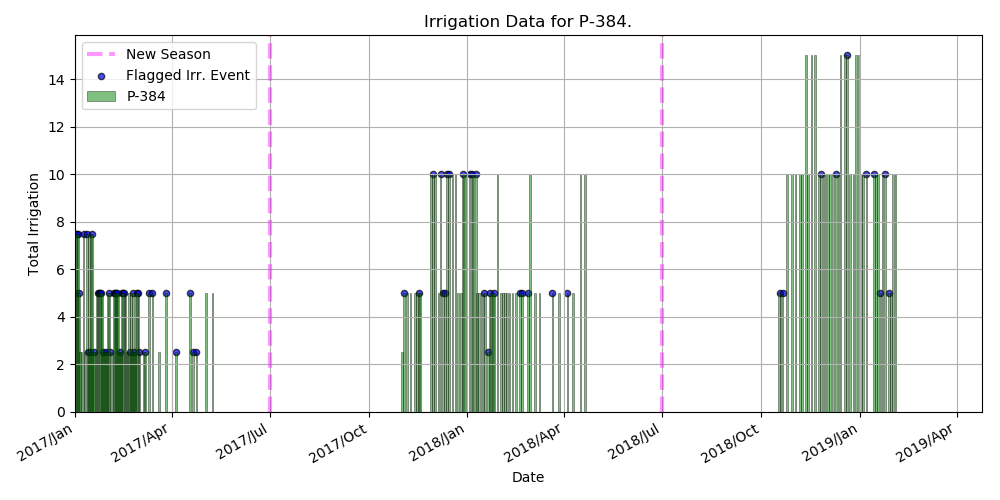 Irrigation Data for P-384.
New Season
Flagged Irr. Event
P-384
Total Irrigation
14
12
10
8
6
4
2
0
2017/Jan
2017/Apr
2017/Jul
2017/Oct
2018/Jan
2018/Apr
2018/Jul
2018/Oct
2019/Jan
2019/Apr
Date